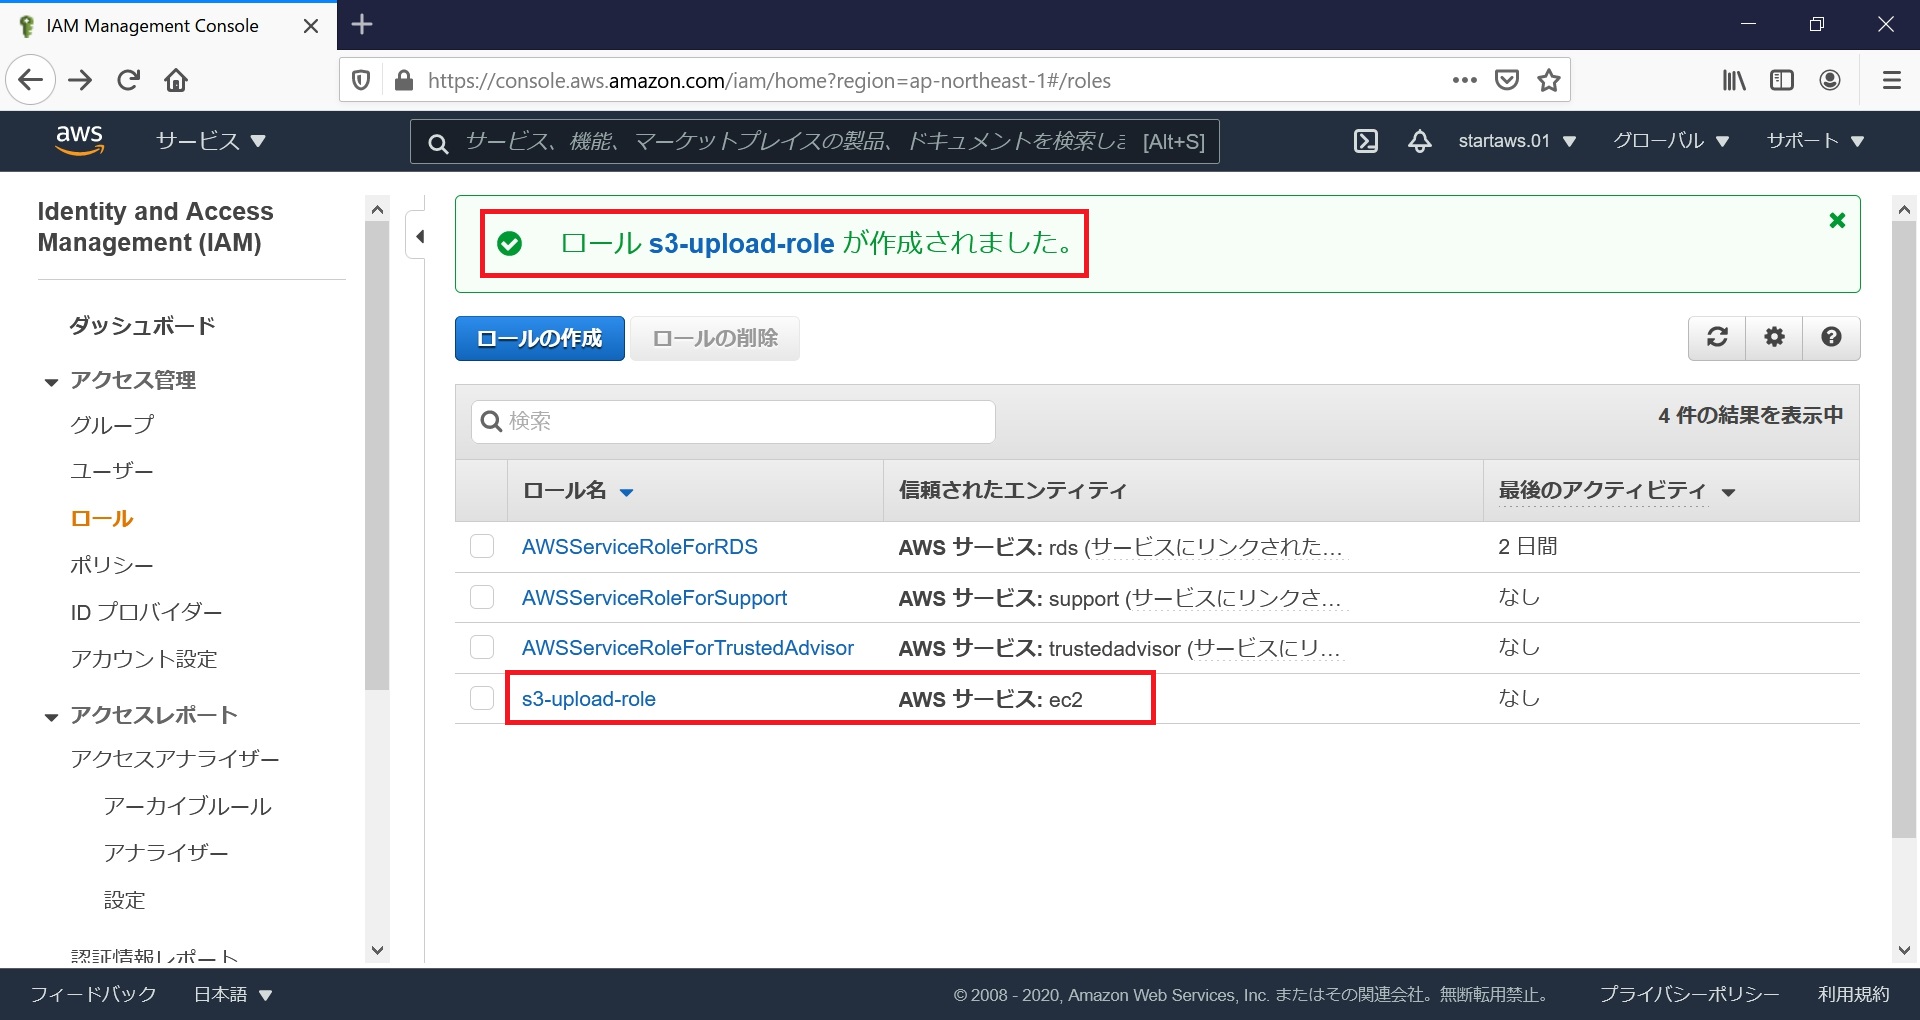 IAM Management Console
https://console.aws.amazon.com/iam/home?region=ap-northeast-1#/roles
aws
サービス
サービス、機能、マーケットプレイスの製品、ドキュメントを検索しま
[Alt+S]
startaws.01
グローバル
サポート
Identity and Access
Management (IAM)
ダッシュボード
アクセス管理
グループ
ユーザー
ロール
ポリシー
ID プロバイダー
アカウント設定
アクセスレポート
アクセスアナライザー
アーカイブルール
アナライザー
設定
認証情報レポート
ロール s3-upload-role が作成されました。
ロールの作成
ロールの削除
検索
4 件の結果を表示中
ロール名 信頼されたエンティティ 最後のアクティビティ
AWSServiceRoleForRDS AWS サービス: rds (サービスにリンクされた… 2 日間
AWSServiceRoleForSupport AWS サービス: support (サービスにリンクさ… なし
AWSServiceRoleForTrustedAdvisor AWS サービス: trustedadvisor (サービスにリ… なし
s3-upload-role AWS サービス: ec2 なし
フィードバック 日本語 © 2008 - 2020, Amazon Web Services, Inc. またはその関連会社。無断転用禁止。 プライバシーポリシー 利用規約